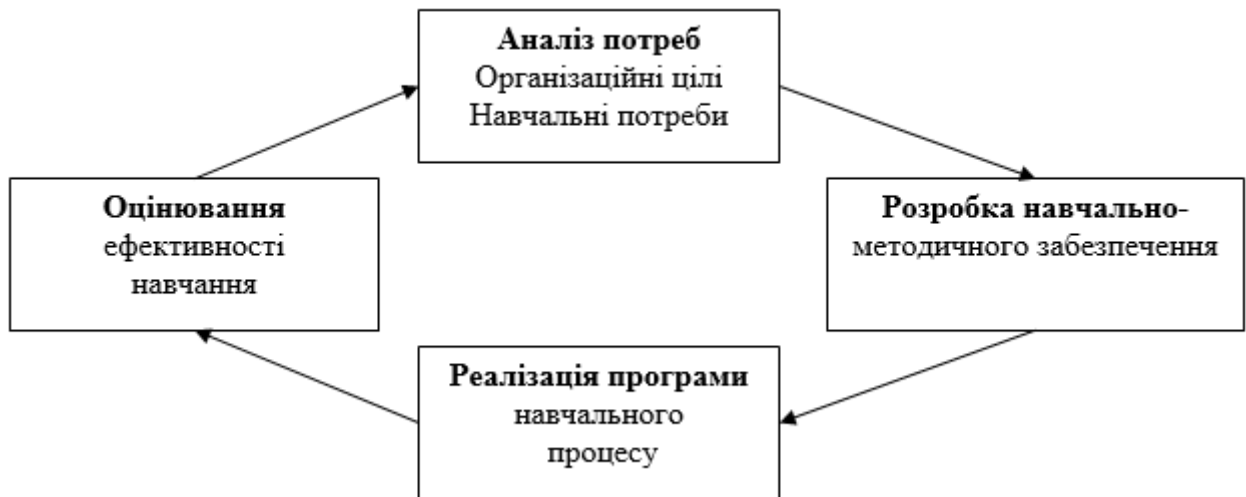 Аналіз потреб
Організаційні цілі
Навчальні потреби
Оцінювання
ефективності
навчання
Розробка навчально-
методичного забезпечення
Реалізація програми
навчального
процесу